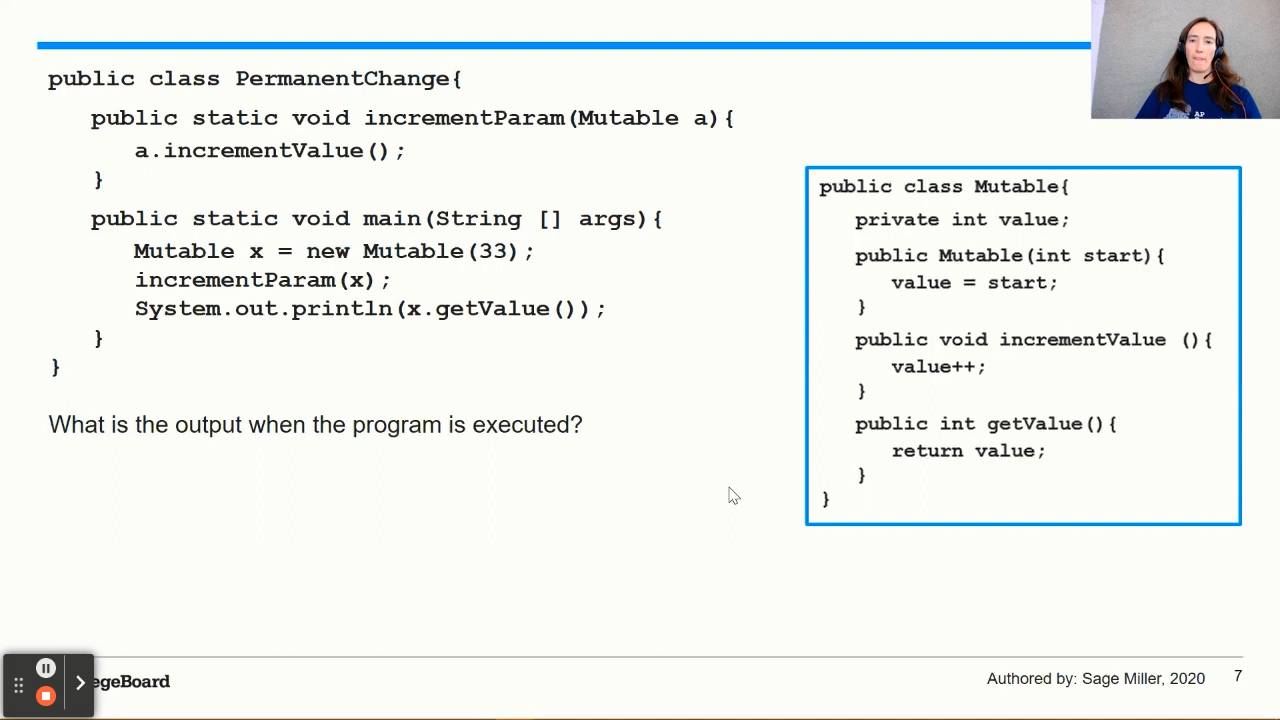 AP
public class PermanentChange{
public static void incrementParam(Mutable a){
a.incrementValue();
}
public static void main(String [] args){
Mutable x = new Mutable(33);
incrementParam(x);
System.out.println(x.getValue());
}
}
What is the output when the program is executed?
public class Mutable{
private int value;
public Mutable(int start){
value = start;
}
public void incrementValue (){
value++;
}
public int getValue(){
return value;
}
}
egeBoard
Authored by: Sage Miller, 2020
7